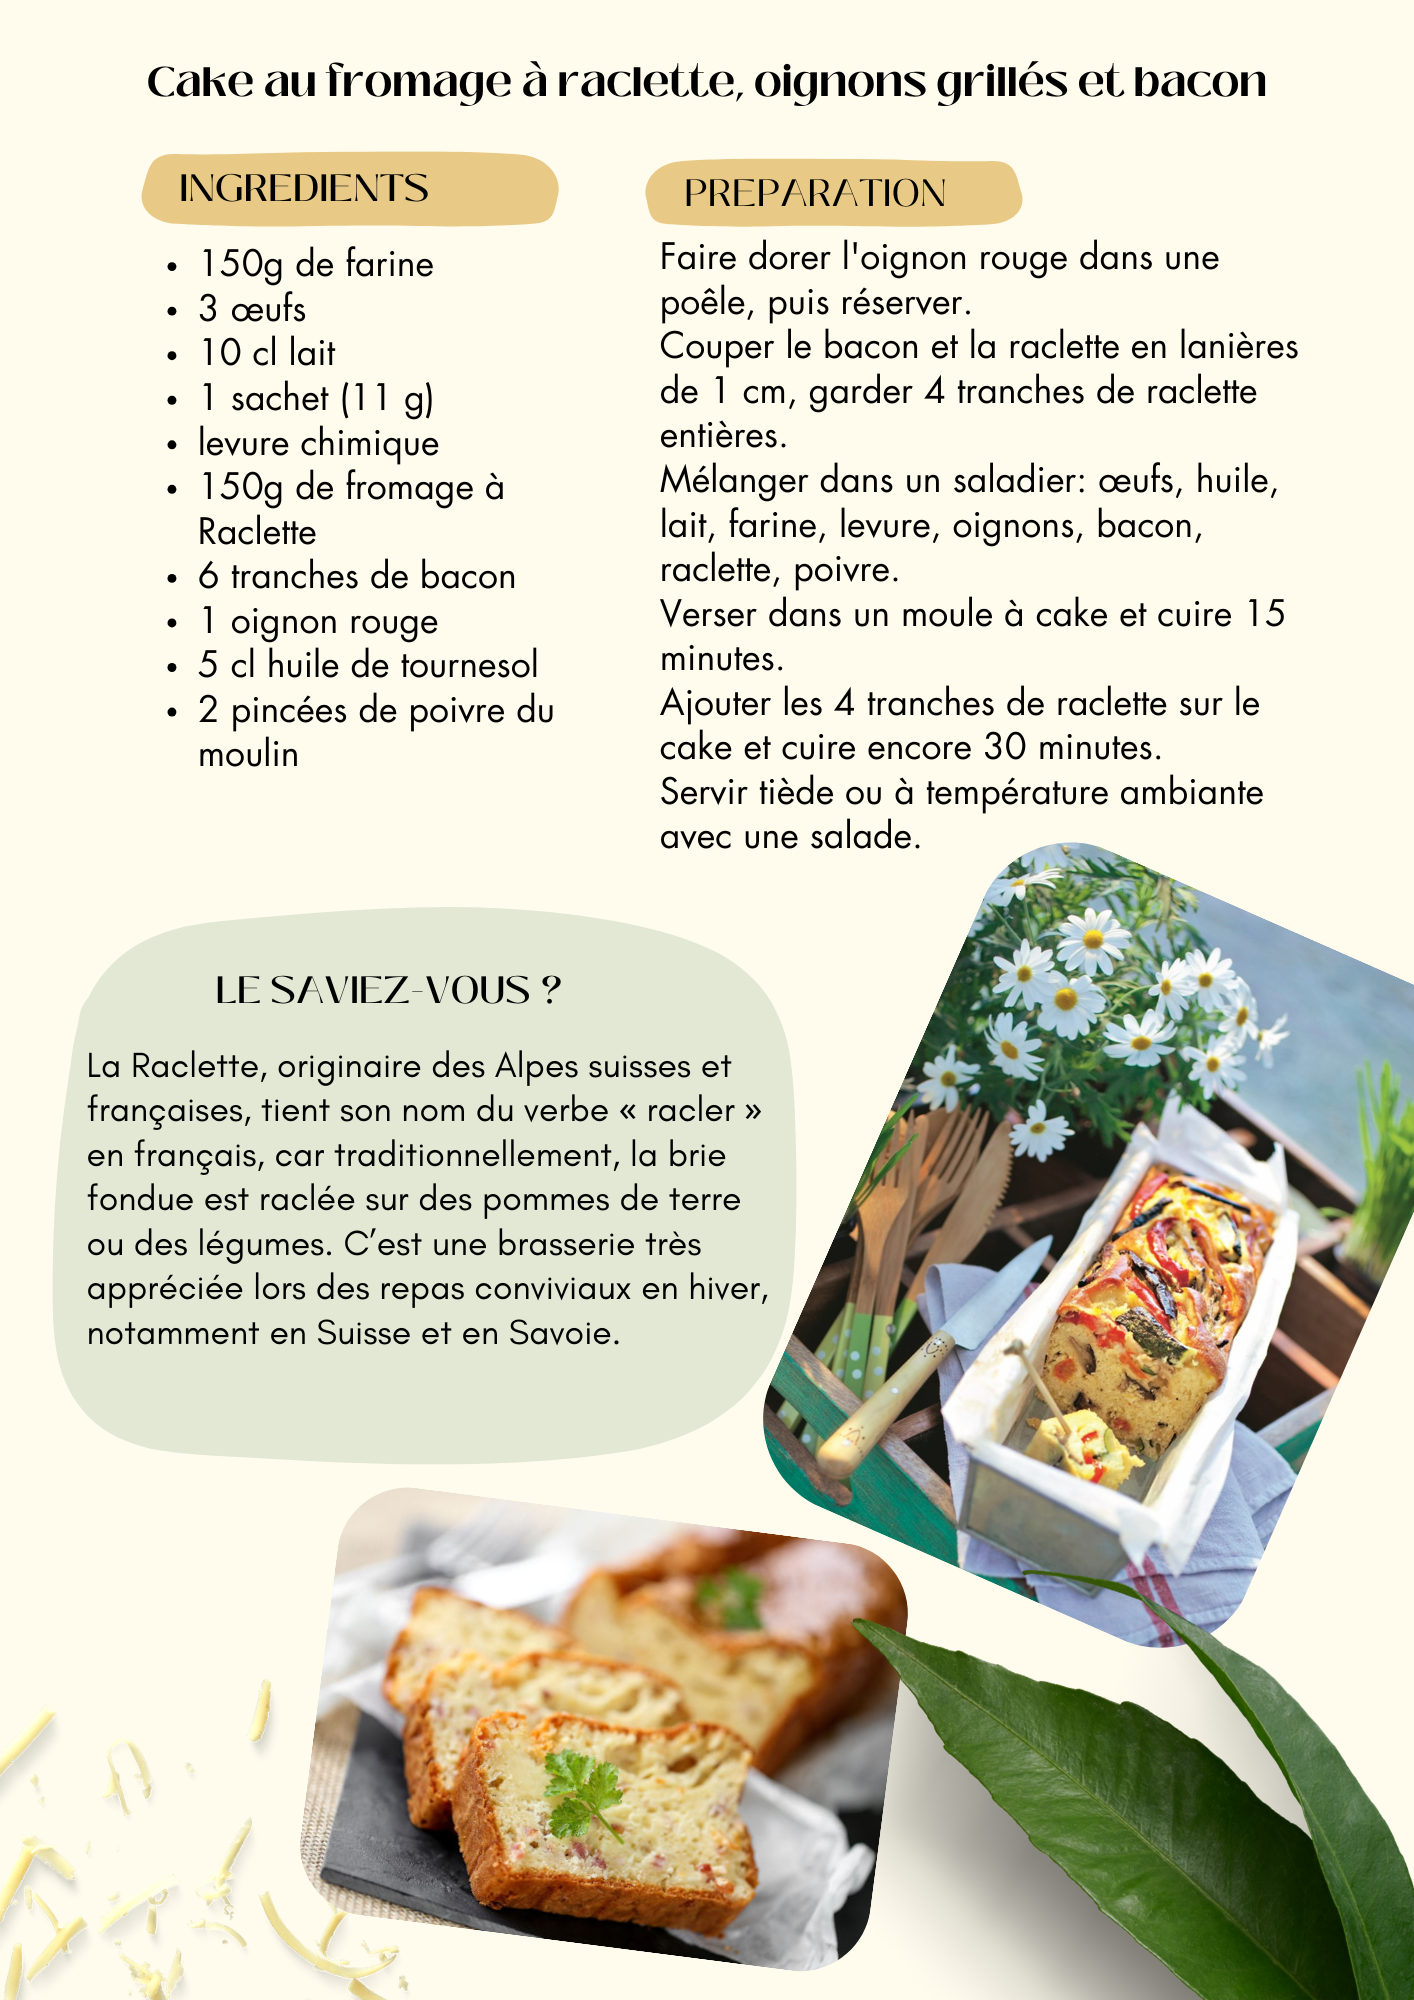 Cake au fromage à raclette, oignons grillés et bacon
INGREDIENTS
• 150g de farine
• 3 œufs
• 10 cl lait
• 1 sachet (11 g)
• levure chimique
• 150g de fromage à
Raclette
• 6 tranches de bacon
• 1 oignon rouge
• 5 cl huile de tournesol
• 2 pincées de poivre du
moulin
PREPARATION
Faire dorer l'oignon rouge dans une
poêle, puis réserver.
Couper le bacon et la raclette en lanières
de 1 cm, garder 4 tranches de raclette
entières.
Mélanger dans un saladier: œufs, huile,
lait, farine, levure, oignons, bacon,
raclette, poivre.
Verser dans un moule à cake et cuire 15
minutes.
Ajouter les 4 tranches de raclette sur le
cake et cuire encore 30 minutes.
Servir tiède ou à température ambiante
avec une salade.
LE SAVIEZ-VOUS ?
La Raclette, originaire des Alpes suisses et
françaises, tient son nom du verbe « racler »
en français, car traditionnellement, la brie
fondue est raclée sur des pommes de terre
ou des légumes. C’est une brasserie très
appréciée lors des repas conviviaux en hiver,
notamment en Suisse et en Savoie.